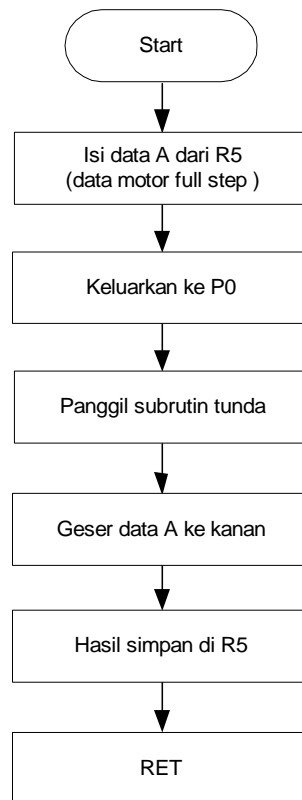 Start
Isi data A dari R5
(data motor full step )
Keluarkan ke P0
Panggil subrutin tunda
Geser data A ke kanan
Hasil simpan di R5
RET